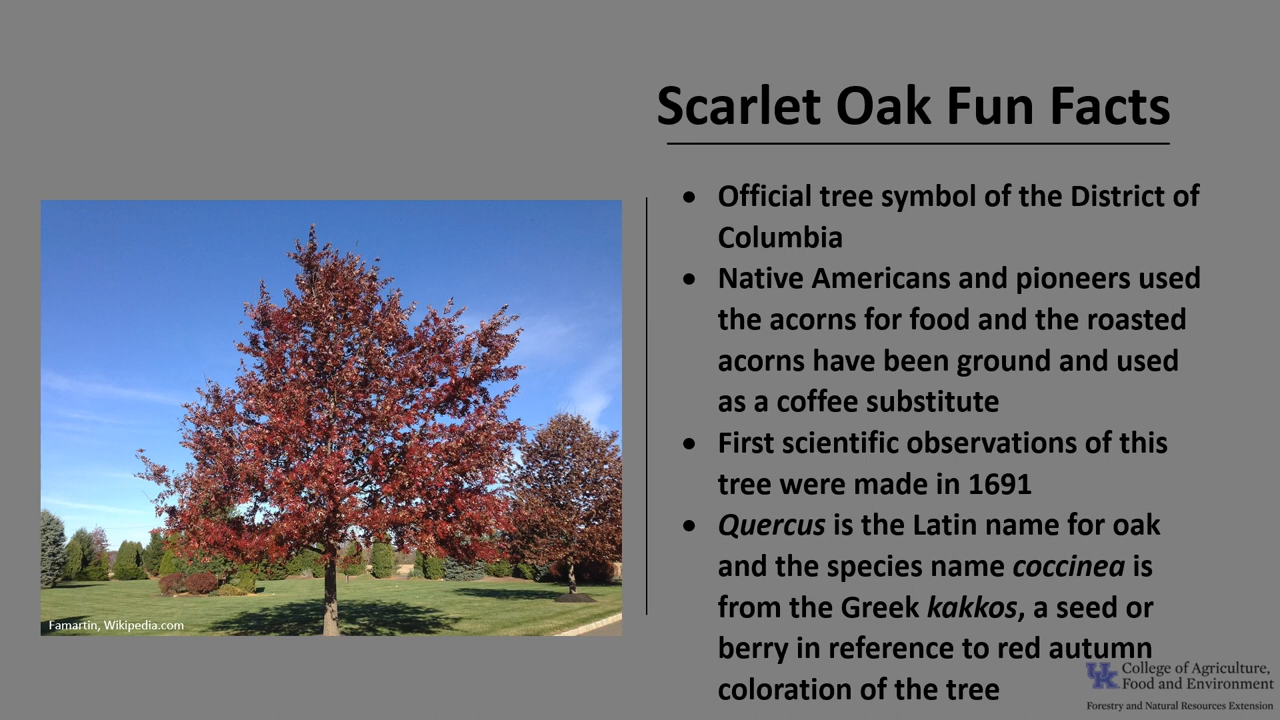 Scarlet Oak Fun Facts
• Official tree symbol of the District of
Columbia
• Native Americans and pioneers used
the acorns for food and the roasted
acorns have been ground and used
as a coffee substitute
• First scientific observations of this
tree were made in 1691
• Quercus is the Latin name for oak
and the species name coccinea is
from the Greek kakkos, a seed or
berry in reference to red autumn
coloration of the tree
Famartin, Wikipedia.com
UK College of Agriculture,
Food and Environment
Forestry and Natural Resources Extension